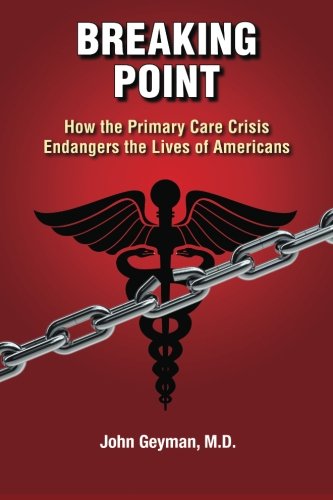 BREAKING
POINT
How the Primary Care Crisis
Endangers the Lives of Americans
John Geyman, M.D.